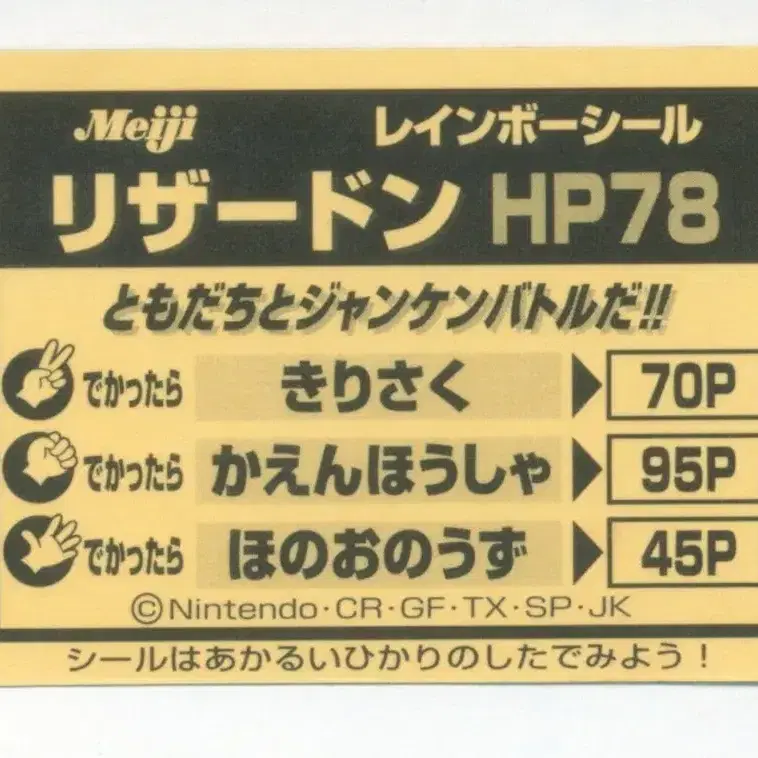 Meiji レインボーシール
リザードン HP78
ともだちとジャンケンバトルだ!!
でかったら きりさく 70P
でかったら かえんほうしゃ 95P
でかったら ほのおのうず 45P
©Nintendo・CR・GF・TX・SP・JK
シールはあかるいひかりのしたでみよう！